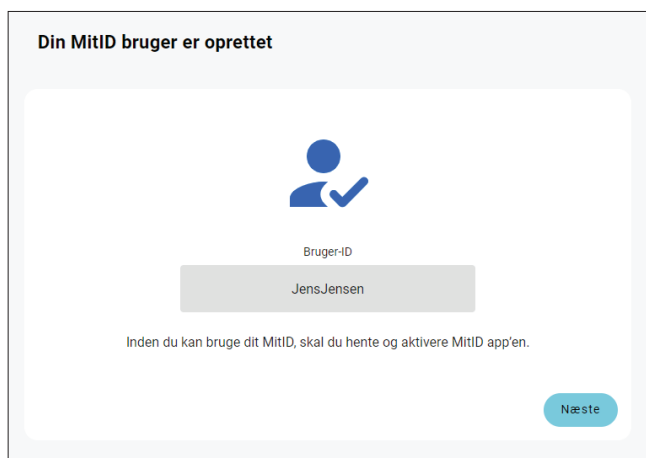 Din MitID bruger er oprettet
Bruger-ID
JensJensen
Inden du kan bruge dit MitID, skal du hente og aktivere MitID app'en.
Næste